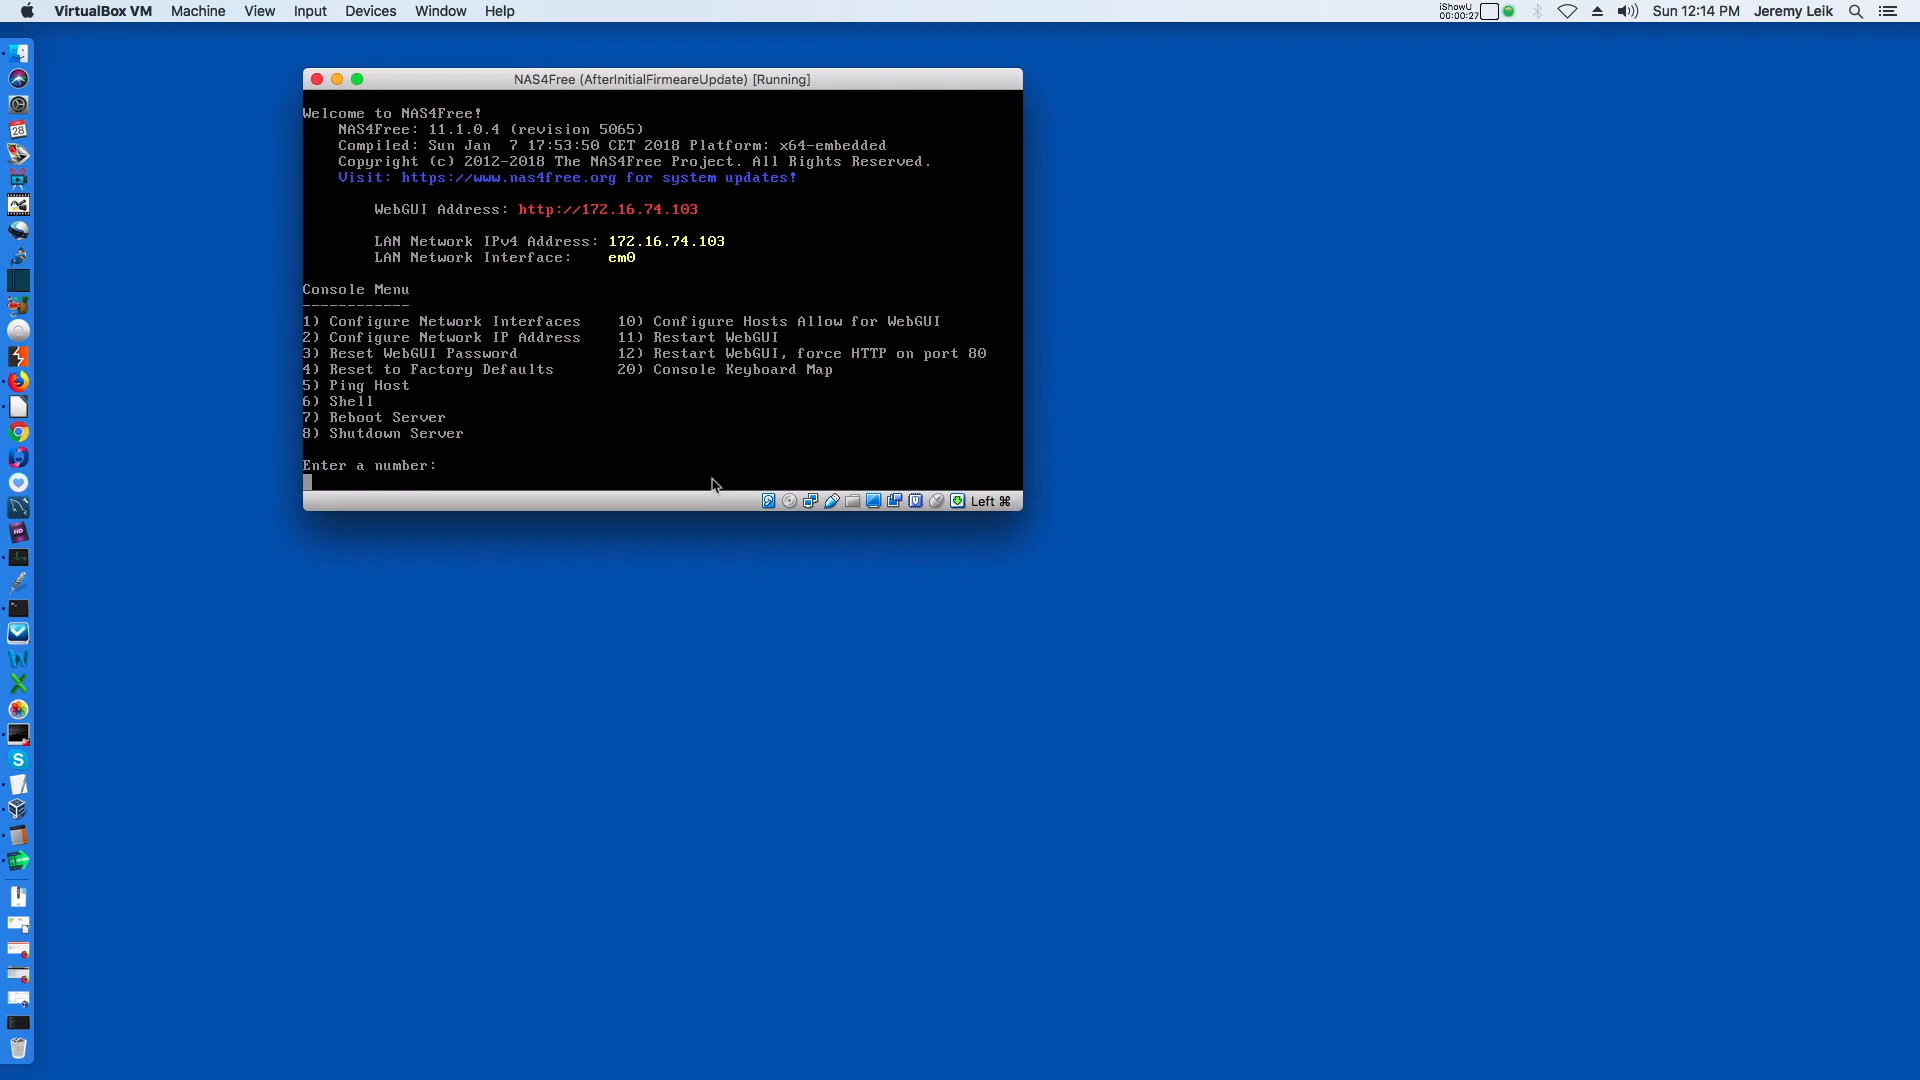 VirtualBox VM Machine View Input Devices Window Help
iShowU
00:00:27
Sun 12:14 PM Jeremy Leik
28
NAS4Free (AfterInitialFirmeareUpdate) [Running]
Welcome to NAS4Free!
NAS4Free: 11.1.0.4 (revision 5065)
Compiled: Sun Jan  7 17:53:50 CET 2018 Platform: x64-embedded
Copyright (c) 2012-2018 The NAS4Free Project. All Rights Reserved.
Visit: https://www.nas4free.org for system updates!
WebGUI Address: http://172.16.74.103
LAN Network IPv4 Address: 172.16.74.103
LAN Network Interface:    em0
Console Menu
------------
1) Configure Network Interfaces    10) Configure Hosts Allow for WebGUI
2) Configure Network IP Address    11) Restart WebGUI
3) Reset WebGUI Password           12) Restart WebGUI, force HTTP on port 80
4) Reset to Factory Defaults       20) Console Keyboard Map
5) Ping Host
6) Shell
7) Reboot Server
8) Shutdown Server
Enter a number:
Left ⌘